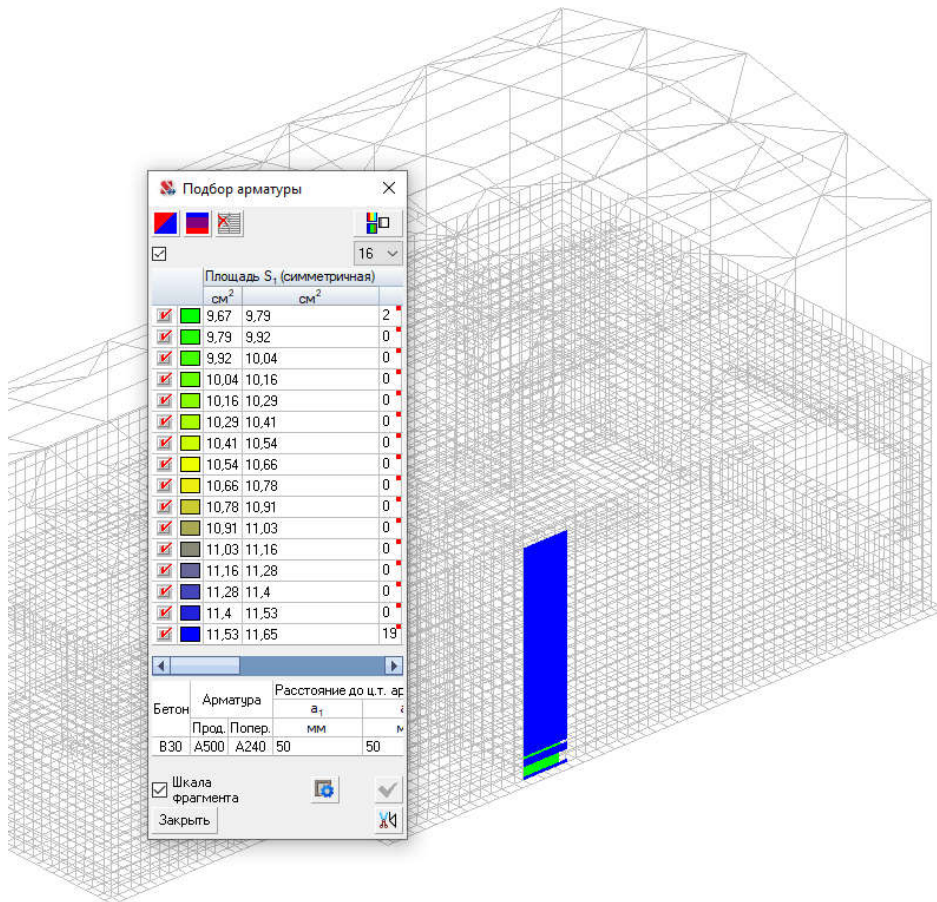 Подбор арматуры
16
Площадь S1 (симметричная)
см2 см2
9,67 9,79 2
9,79 9,92 0
9,92 10,04 0
10,04 10,16 0
10,16 10,29 0
10,29 10,41 0
10,41 10,54 0
10,54 10,66 0
10,66 10,78 0
10,78 10,91 0
10,91 11,03 0
11,03 11,16 0
11,16 11,28 0
11,28 11,4 0
11,4 11,53 0
11,53 11,65 19
Бетон Арматура Расстояние до ц.т. ар
a1
Прод. Попер. мм
B30 A500 A240 50 50
Шкала
фрагмента
Закрыть